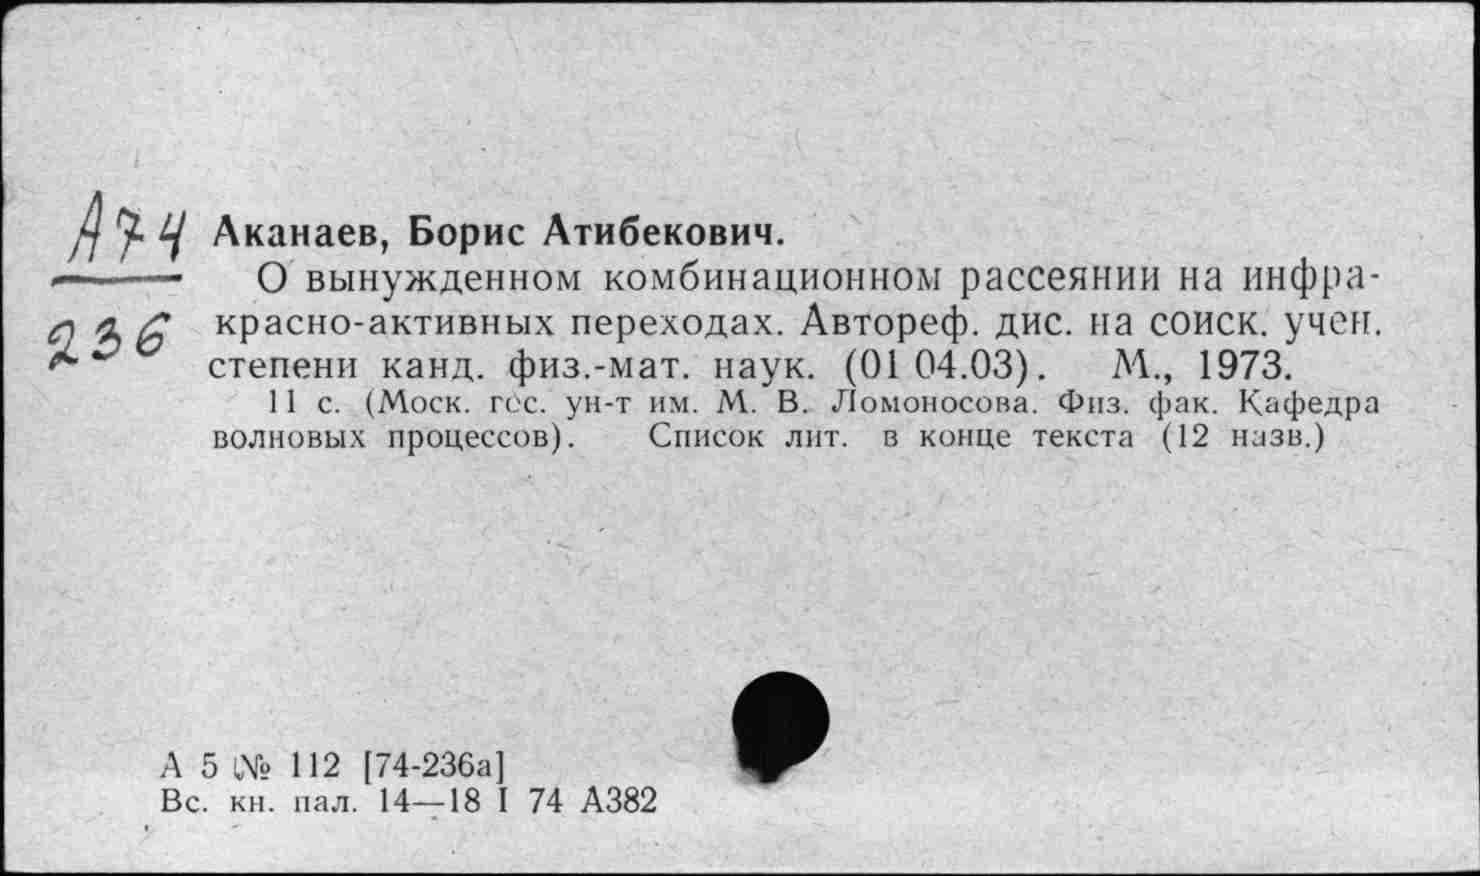 А74 Аканаев, Борис Атибекович.
О вынужденном комбинационном рассеянии на инфра-
236 красно-активных переходах. Автореф. дис. на соиск. учен.
степени канд. физ.-мат. наук. (01 04.03). М., 1973.
11 с. (Моск. гос. ун-т им. М. В. Ломоносова. Физ. фак. Кафедра
волновых процессов). Список лит. в конце текста (12 назв.)
А 5 № 112 [74-236а]
Вс. кн. пал. 14—18 I 74 А382